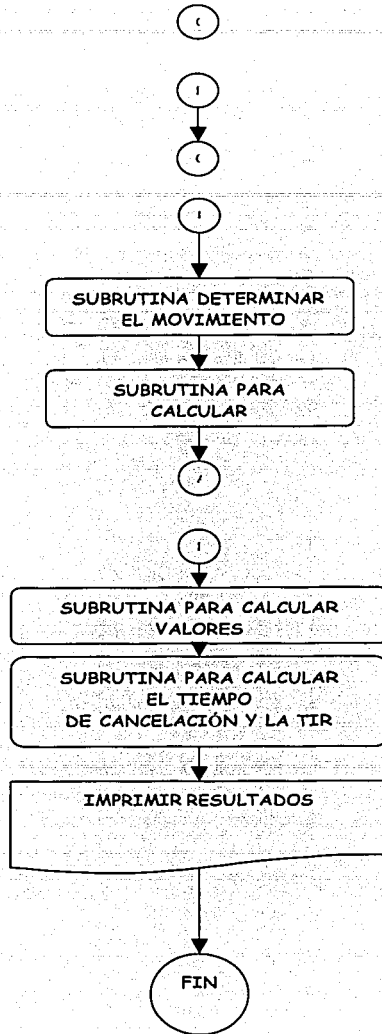 SUBRUTINA DETERMINAR
EL MOVIMIENTO
SUBRUTINA PARA
CALCULAR
SUBRUTINA PARA CALCULAR
VALORES
SUBRUTINA PARA CALCULAR
EL TIEMPO
DE CANCELACIÓN Y LA TIR
IMPRIMIR RESULTADOS
FIN